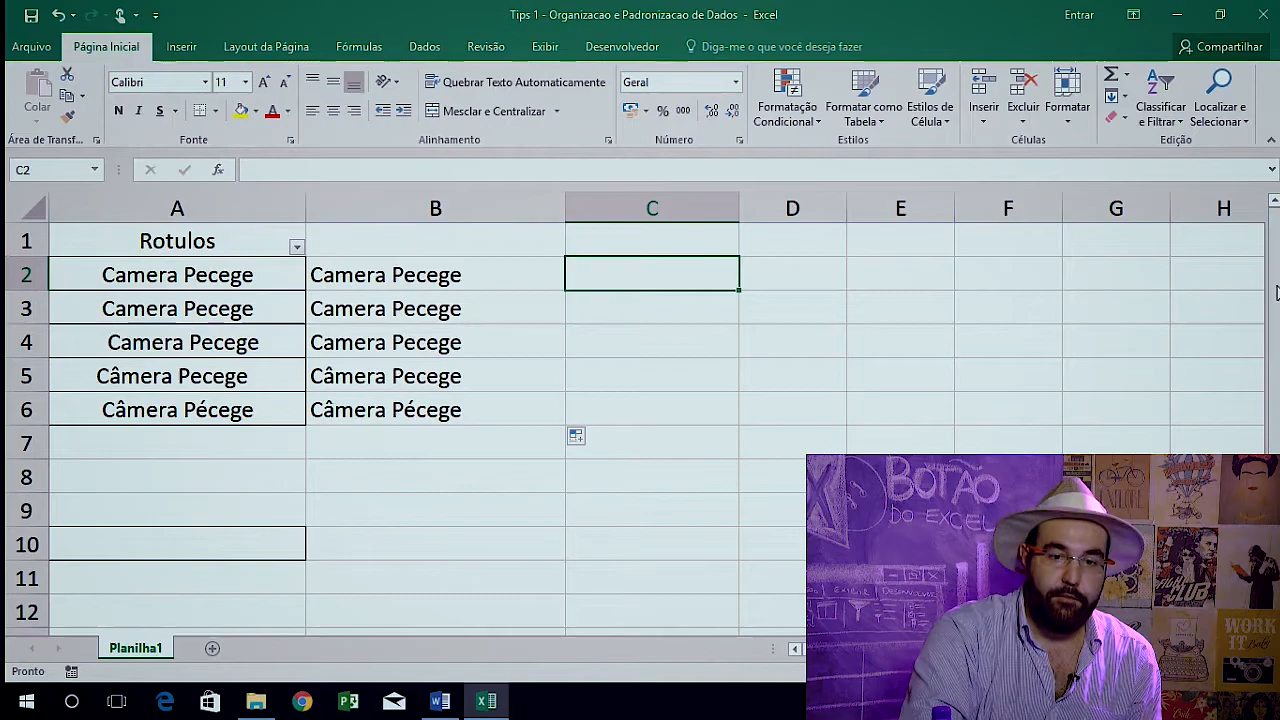 Tips 1 - Organizacao e Padronizacao de Dados - Excel
Entrar
Arquivo
Página Inicial
Inserir
Layout da Página
Fórmulas
Dados
Revisão
Exibir
Desenvolvedor
Diga-me o que você deseja fazer
Compartilhar
Colar
Área de Transf...
Calibri
11
N I S
Fonte
Quebrar Texto Automaticamente
Mesclar e Centralizar
Alinhamento
Geral
% 000
Número
Formatação Condicional
Formatar como Tabela
Estilos de Célula
Estilos
Inserir
Excluir
Formatar
Células
Classificar e Filtrar
Localizar e Selecionar
Edição
C2
fx
A B C D E F G H
1 Rotulos
2 Camera Pecege Camera Pecege
3 Camera Pecege Camera Pecege
4 Camera Pecege Camera Pecege
5 Câmera Pecege Câmera Pecege
6 Câmera Pécege Câmera Pécege
7
8
9
10
11
12
BOTÃO
DO EXCEL
CLUB
WORK
IT
Planilha1
Pronto